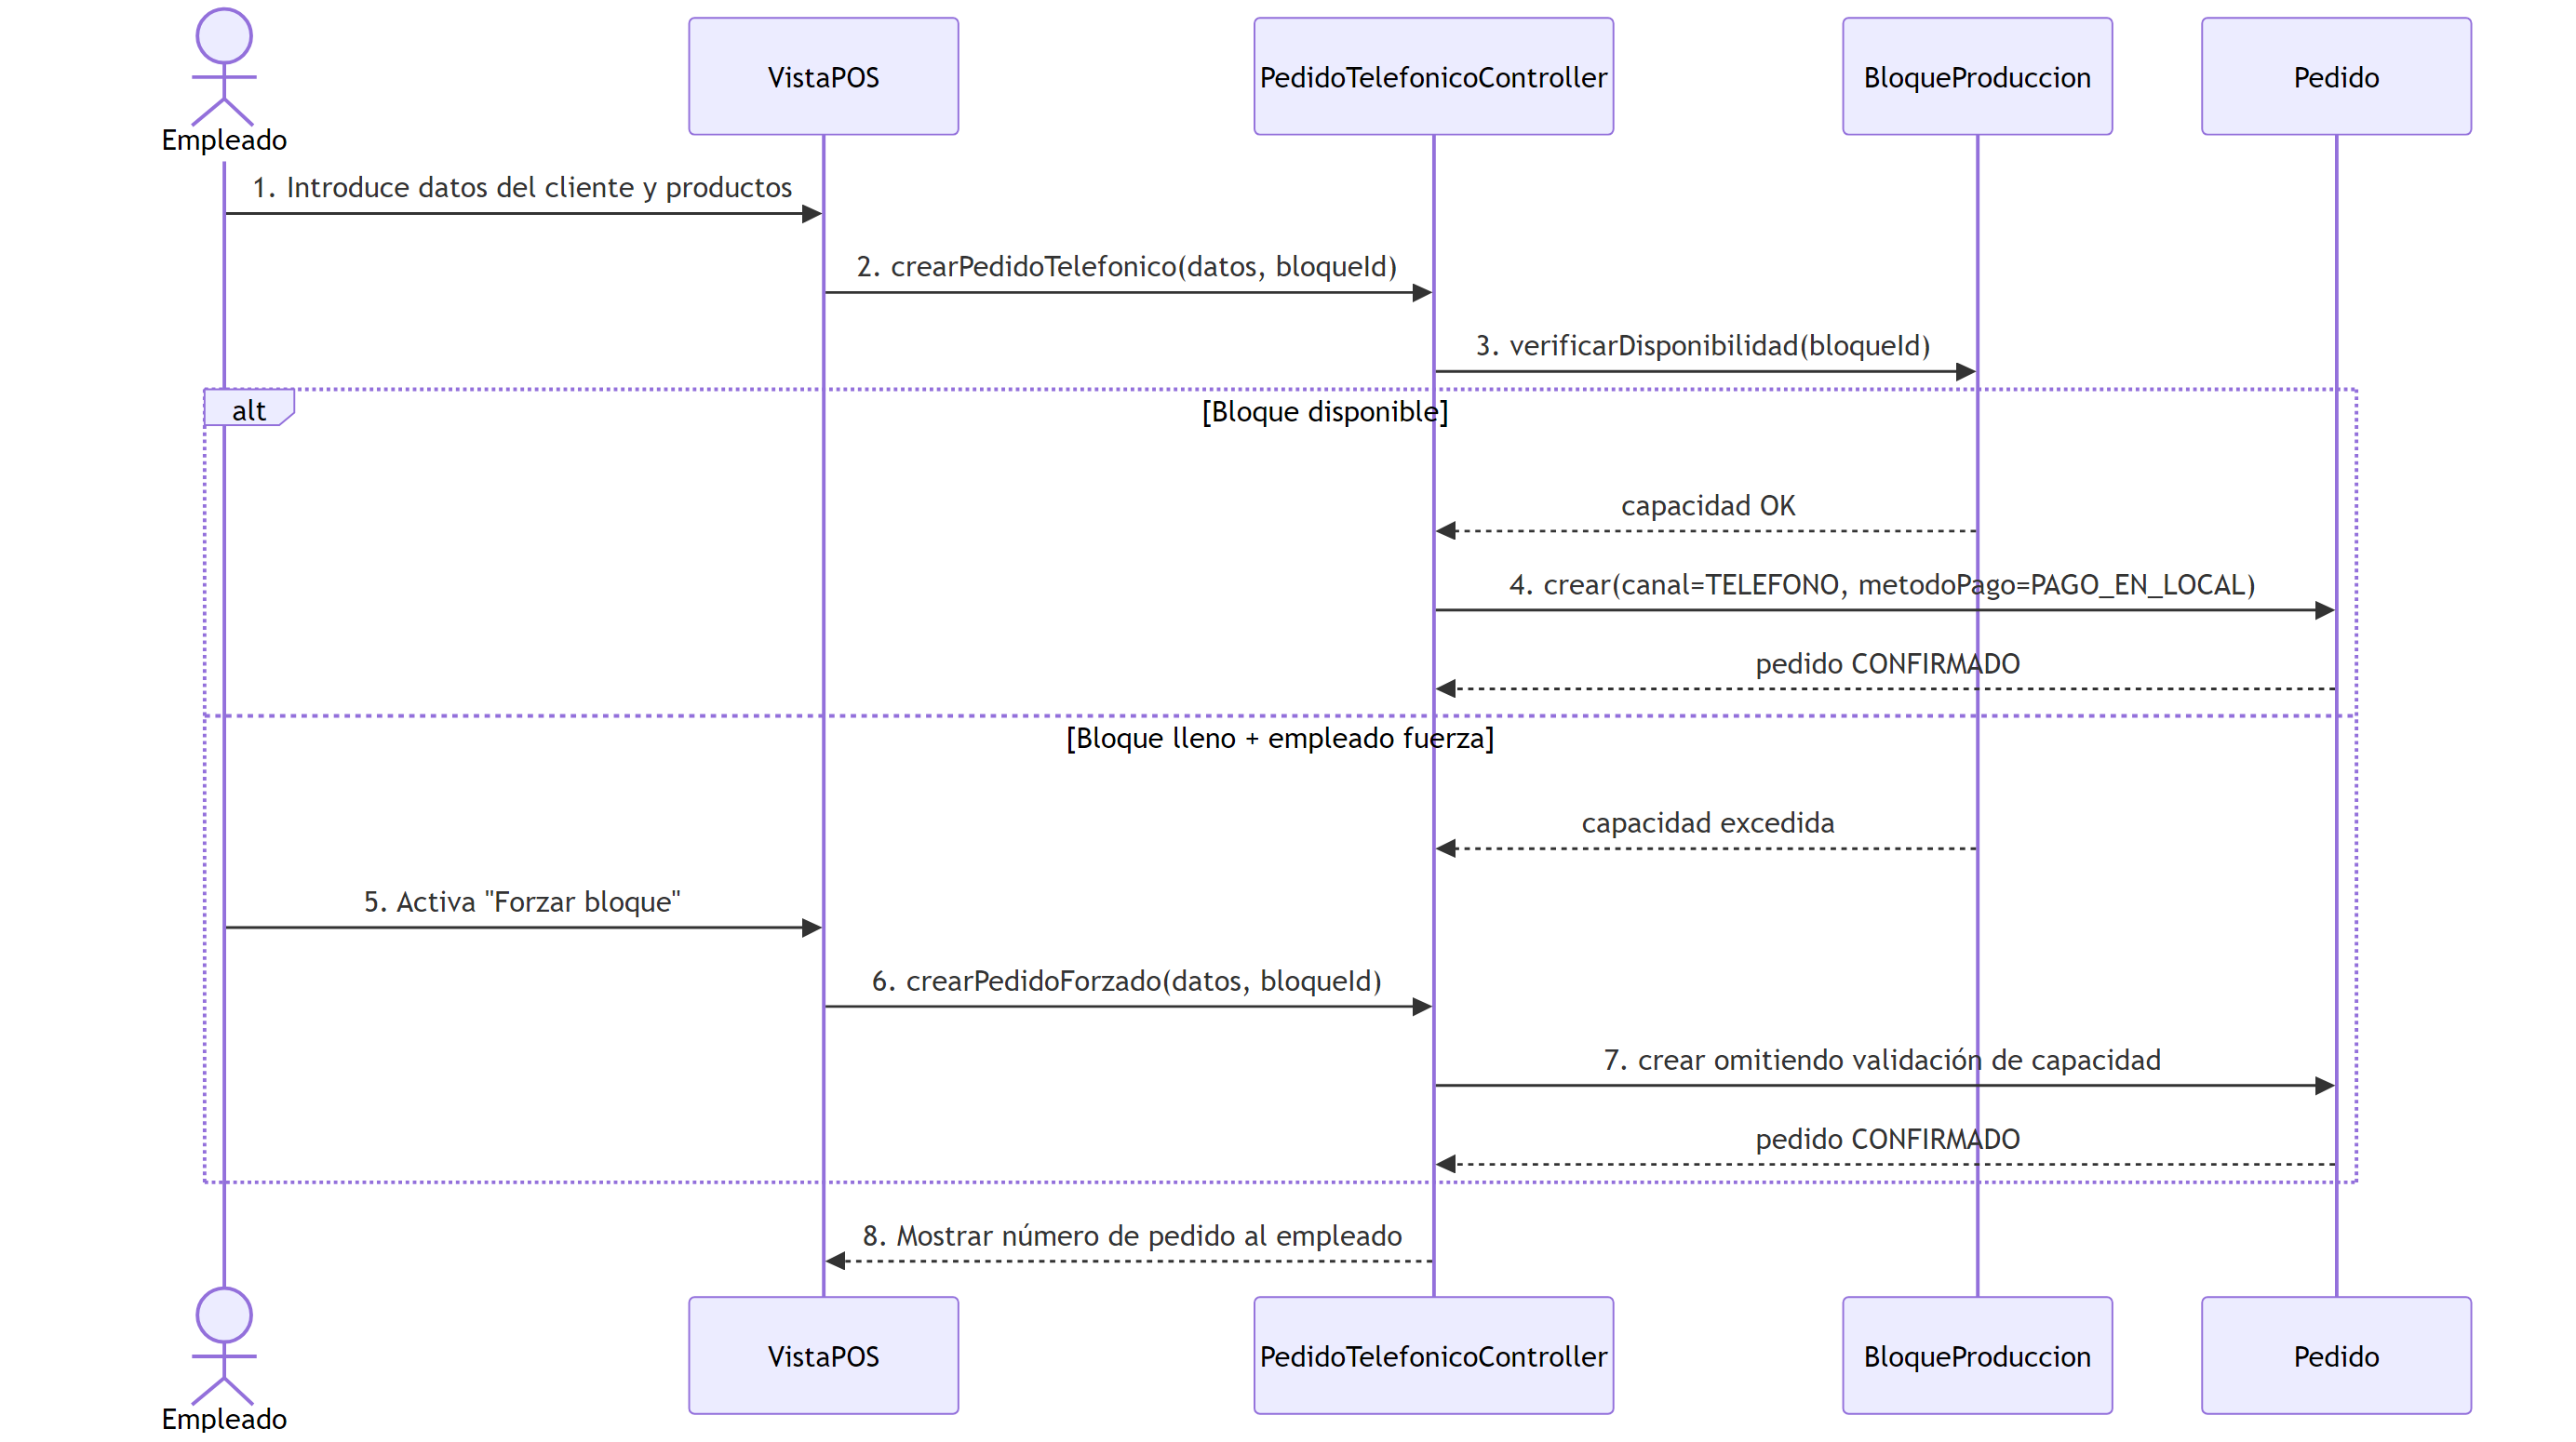 Empleado
VistaPOS
PedidoTelefonicoController
BloqueProduccion
Pedido
1. Introduce datos del cliente y productos
2. crearPedidoTelefonico(datos, bloqueId)
3. verificarDisponibilidad(bloqueId)
alt
[Bloque disponible]
capacidad OK
4. crear(canal=TELEFONO, metodoPago=PAGO_EN_LOCAL)
pedido CONFIRMADO
[Bloque lleno + empleado fuerza]
capacidad excedida
5. Activa "Forzar bloque"
6. crearPedidoForzado(datos, bloqueId)
7. crear omitiendo validación de capacidad
pedido CONFIRMADO
8. Mostrar número de pedido al empleado
Empleado
VistaPOS
PedidoTelefonicoController
BloqueProduccion
Pedido